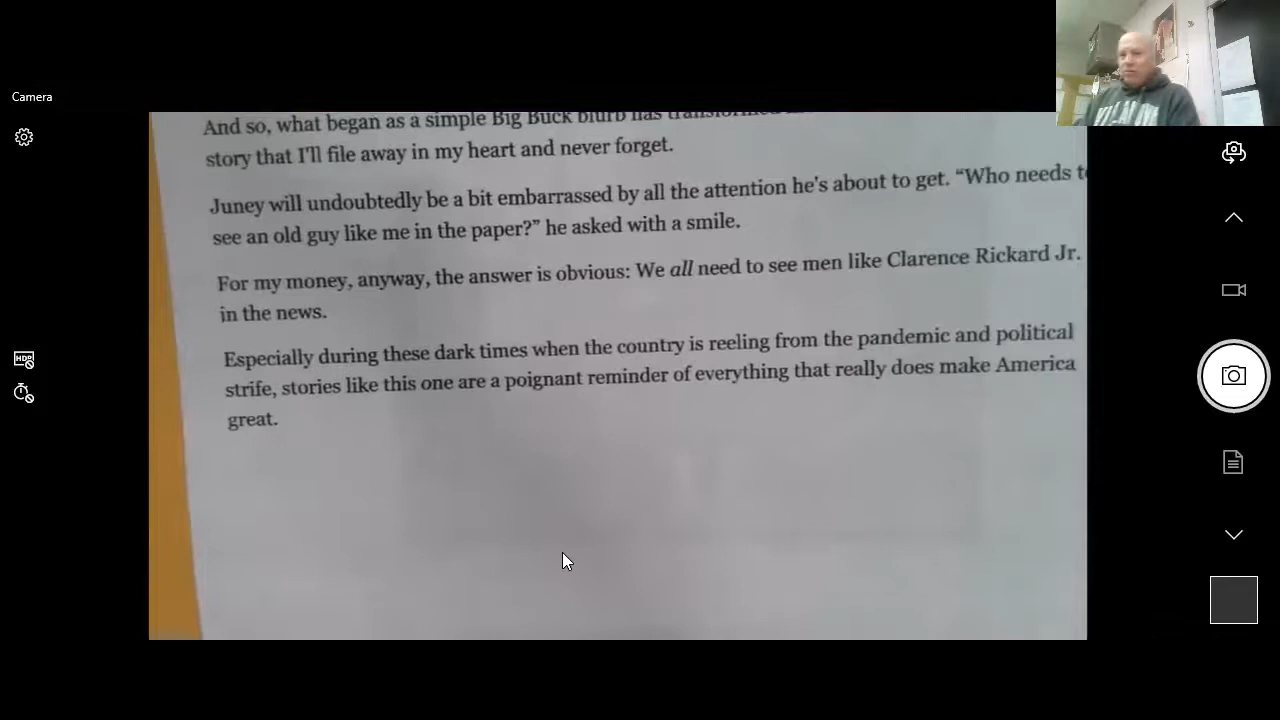 Camera
And so, what began as a simple Big Buck blurb has transformed
story that I'll file away in my heart and never forget.
Juney will undoubtedly be a bit embarrassed by all the attention he's about to get. “Who needs
see an old guy like me in the paper?” he asked with a smile.
For my money, anyway, the answer is obvious: We all need to see men like Clarence Rickard Jr.
in the news.
Especially during these dark times when the country is reeling from the pandemic and political
strife, stories like this one are a poignant reminder of everything that really does make America
great.
HDR